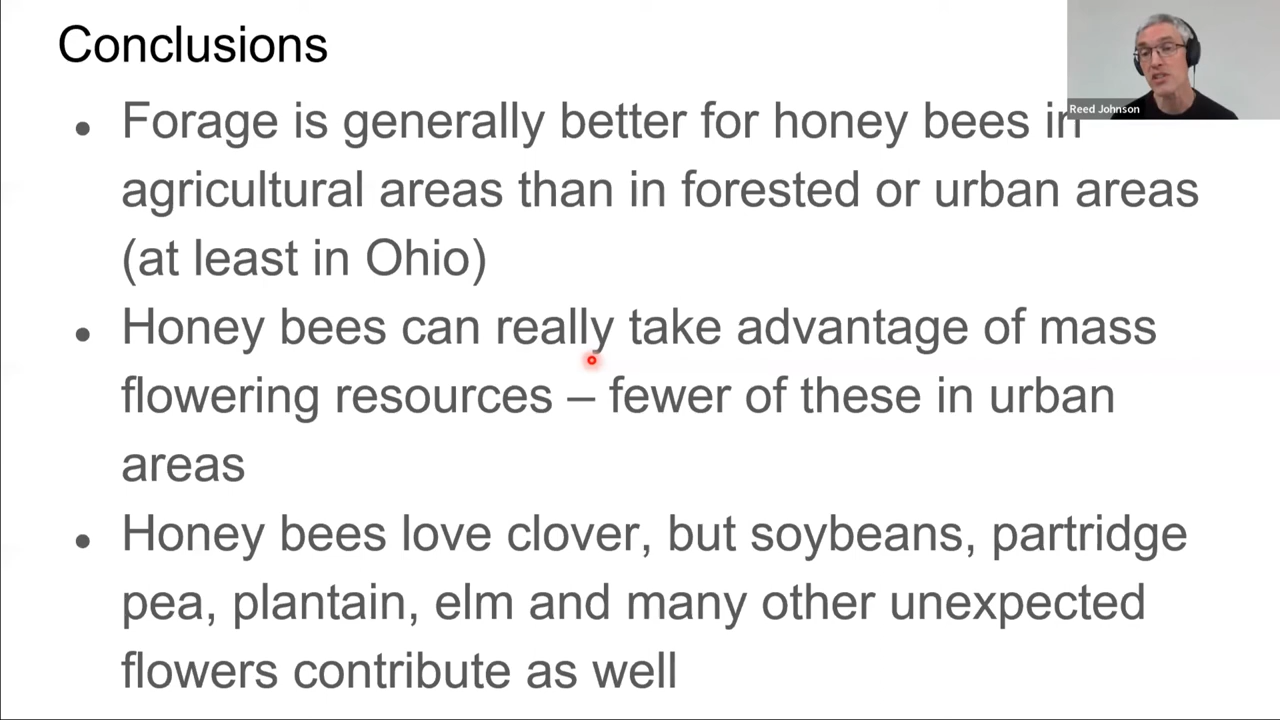 Conclusions
Reed Johnson
• Forage is generally better for honey bees in
agricultural areas than in forested or urban areas
(at least in Ohio)
• Honey bees can really take advantage of mass
flowering resources – fewer of these in urban
areas
• Honey bees love clover, but soybeans, partridge
pea, plantain, elm and many other unexpected
flowers contribute as well